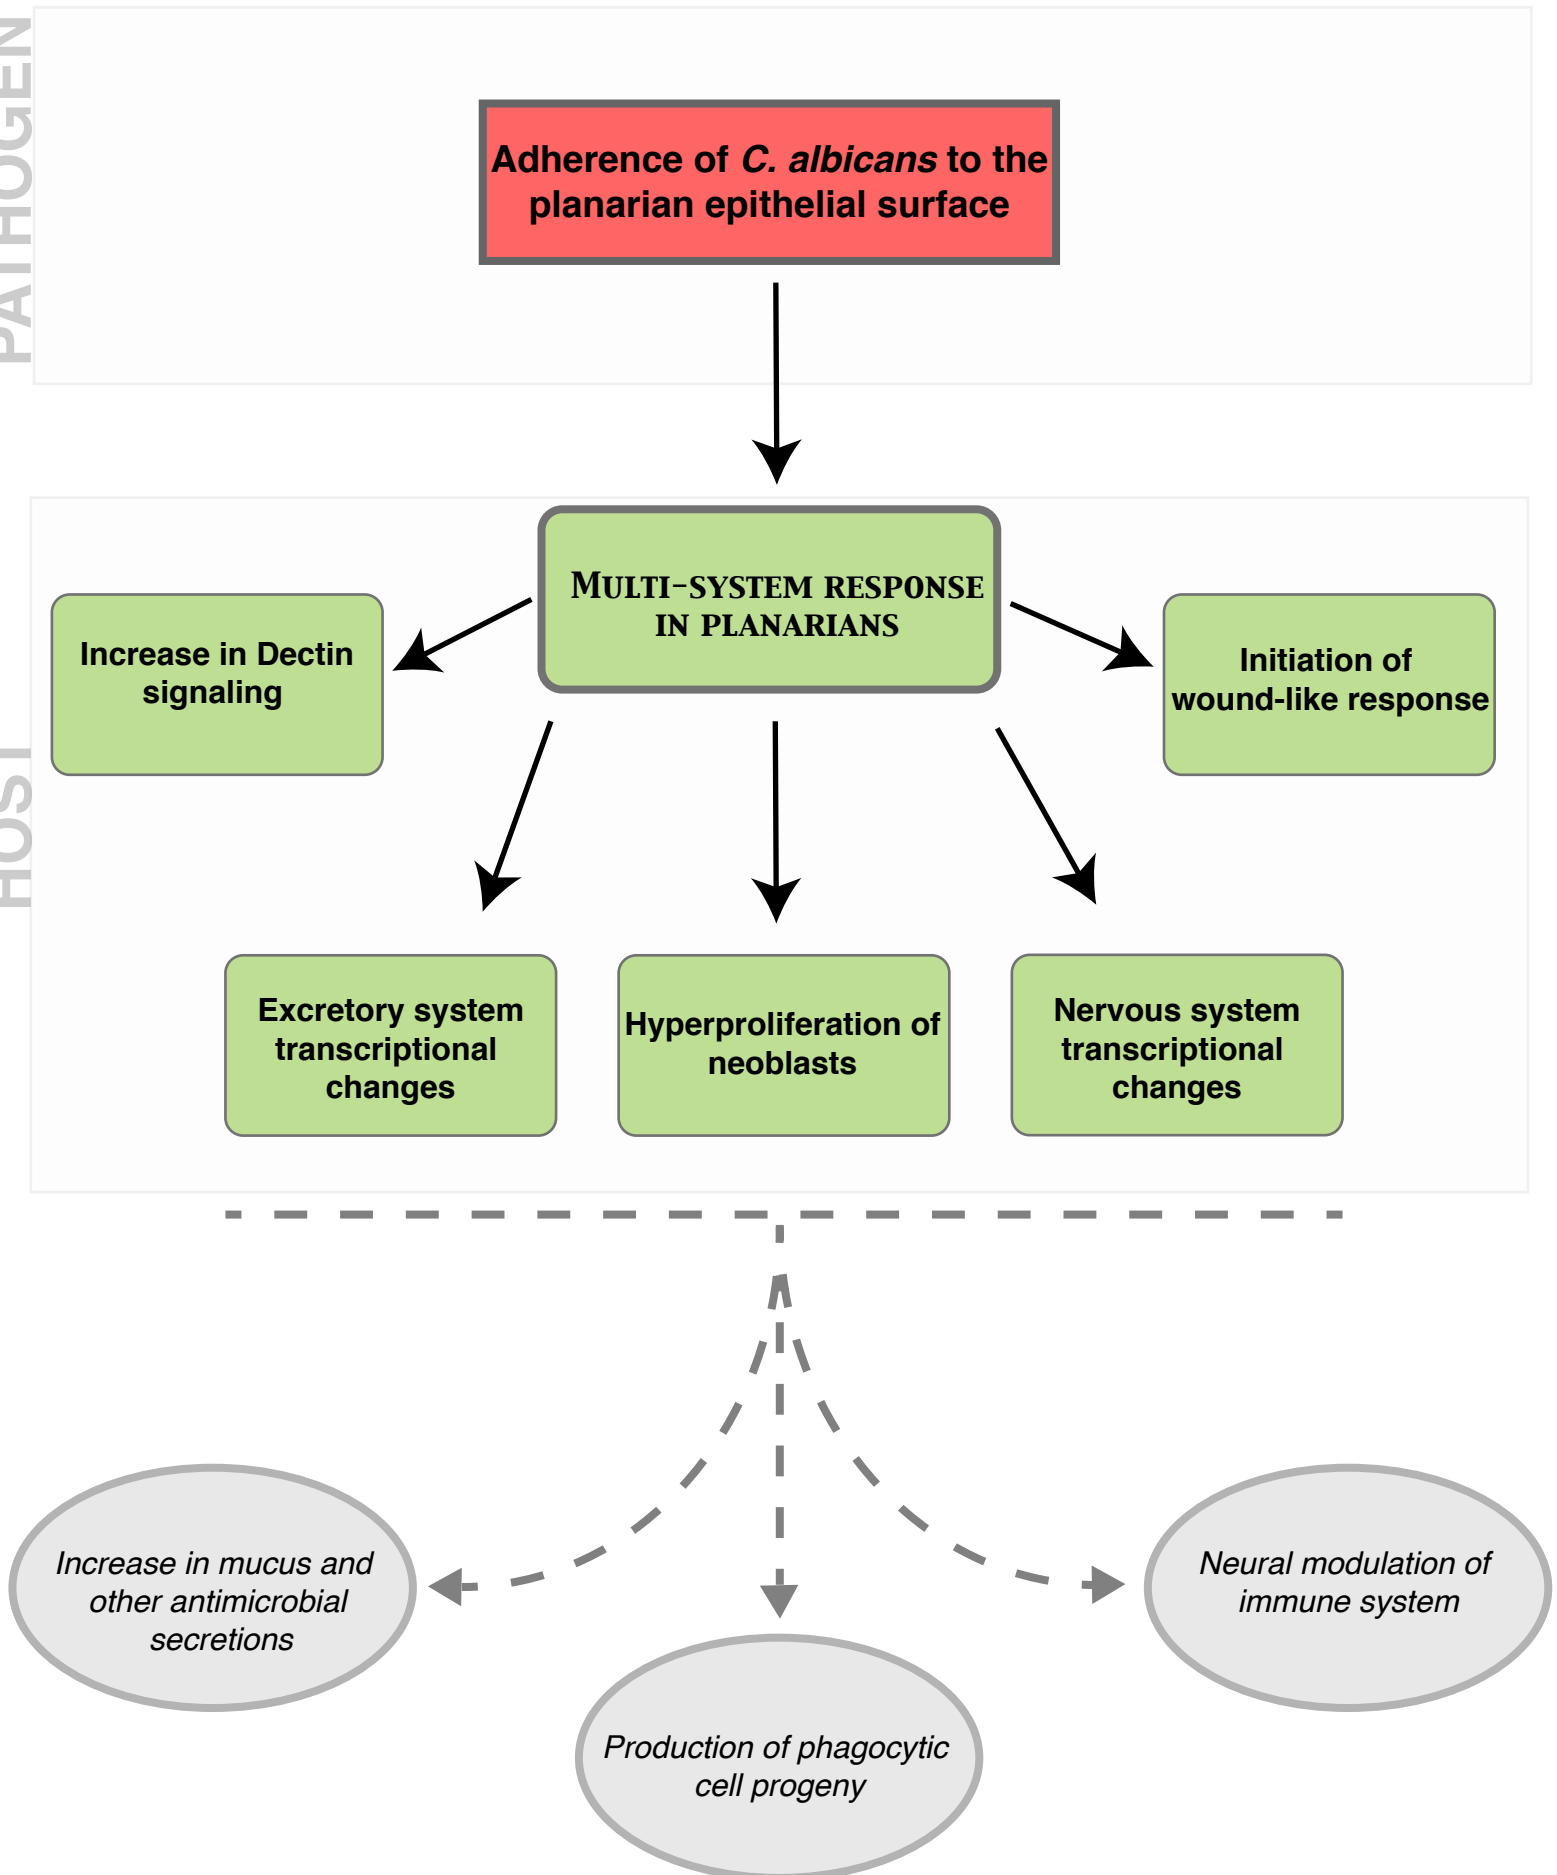 PATHOGEN
Adherence of C. albicans to the
planarian epithelial surface
HOST
MULTI-SYSTEM RESPONSE
IN PLANARIANS
Increase in Dectin
signaling
Initiation of
wound-like response
Excretory system
transcriptional
changes
Hyperproliferation of
neoblasts
Nervous system
transcriptional
changes
Increase in mucus and
other antimicrobial
secretions
Production of phagocytic
cell progeny
Neural modulation of
immune system